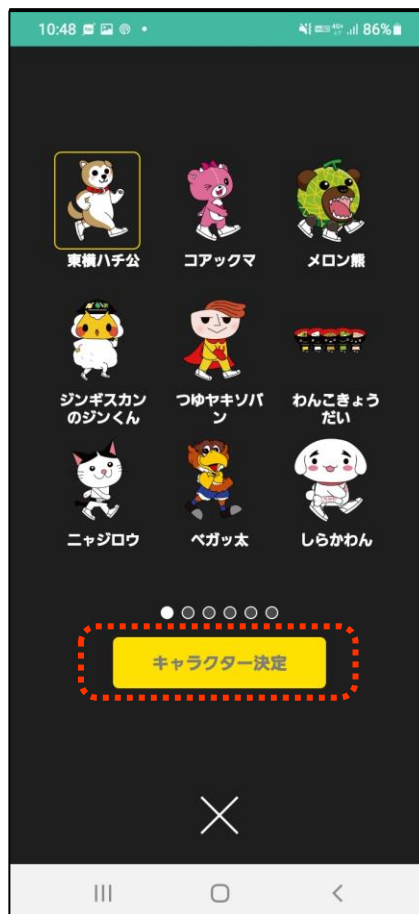 10:48
86%
東横ハチ公
コアックマ
メロン熊
ジンギスカン
のジンくん
つゆヤキソバ
ン
わんこきょう
だい
ニャジロウ
ベガッ太
しらかわん
キャラクター決定